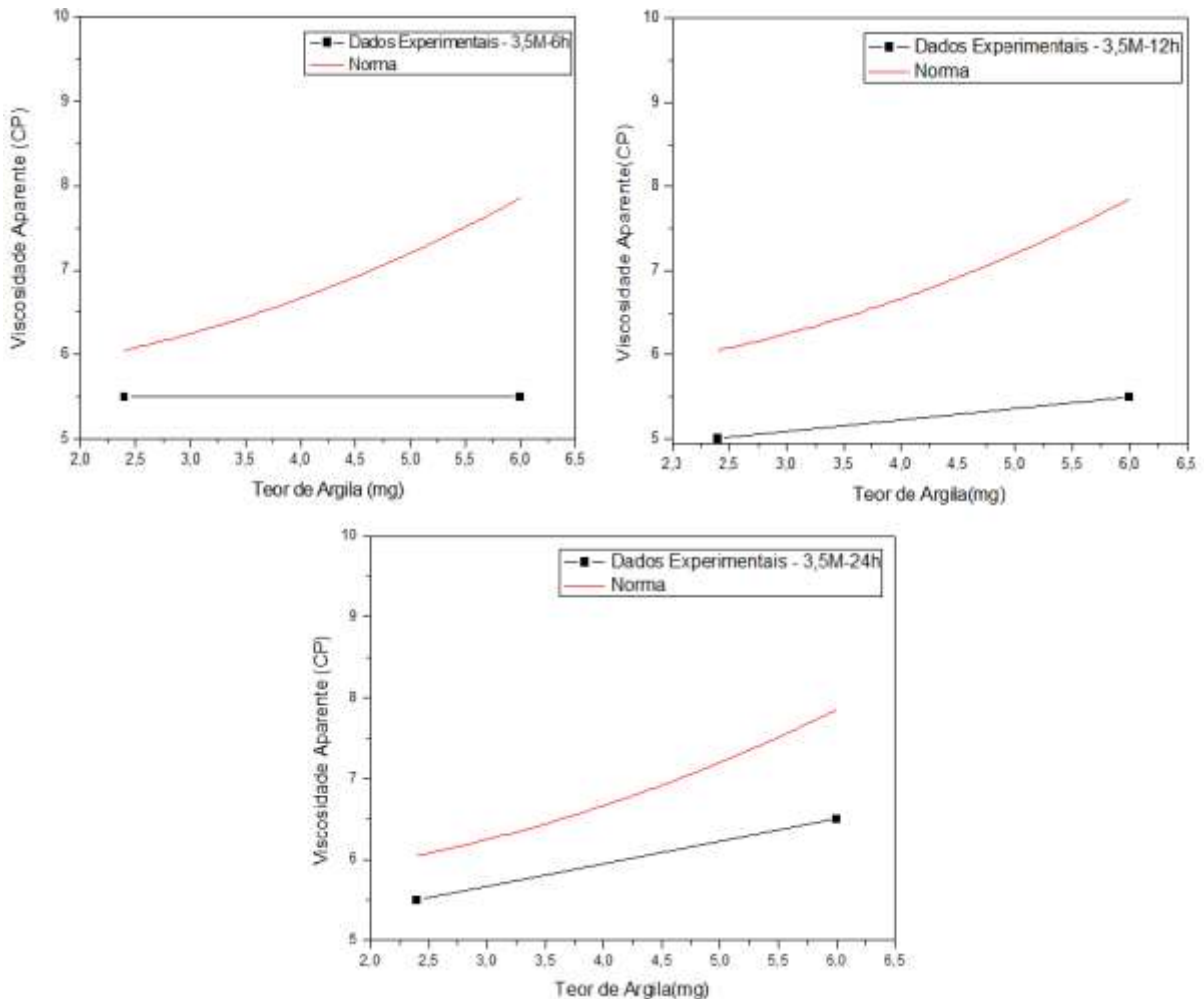 10
9
8
7
6
5
Viscosidade Aparente (CP)
Dados Experimentais - 3,5M-6h
Norma
2,0 2,5 3,0 3,5 4,0 4,5 5,0 5,5 6,0 6,5
Teor de Argila (mg)
10
9
8
7
6
5
Viscosidade Aparente(CP)
Dados Experimentais - 3,5M-12h
Norma
2,0 2,5 3,0 3,5 4,0 4,5 5,0 5,5 6,0 6,5
Teor de Argila(mg)
10
9
8
7
6
5
Viscosidade Aparente (CP)
Dados Experimentais - 3,5M-24h
Norma
2,0 2,5 3,0 3,5 4,0 4,5 5,0 5,5 6,0 6,5
Teor de Argila(mg)